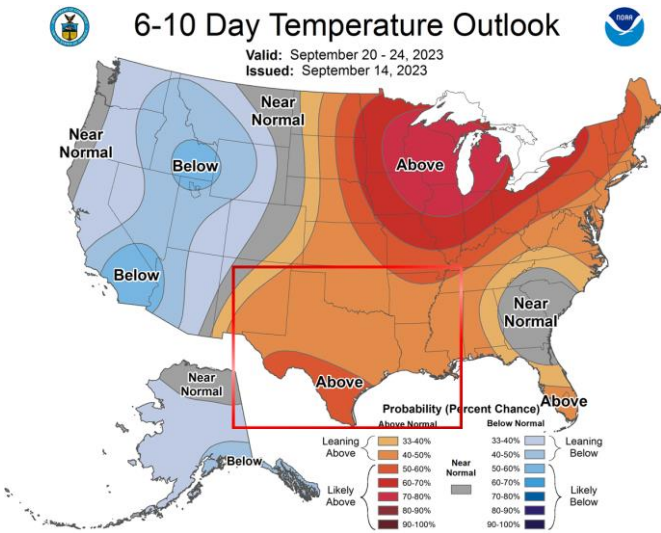 6-10 Day Temperature Outlook
Valid: September 20 - 24, 2023
Issued: September 14, 2023
NOAA
Near
Normal
Near
Normal
Below
Above
Below
Near
Normal
Above
Above
Near
Normal
Below
Probability (Percent Chance)
Above Normal
Below Normal
Leaning
Above
33-40%
40-50%
Likely
Above
50-60%
60-70%
70-80%
80-90%
90-100%
Near
Normal
33-40%
40-50%
Leaning
Below
50-60%
60-70%
70-80%
80-90%
90-100%
Likely
Below